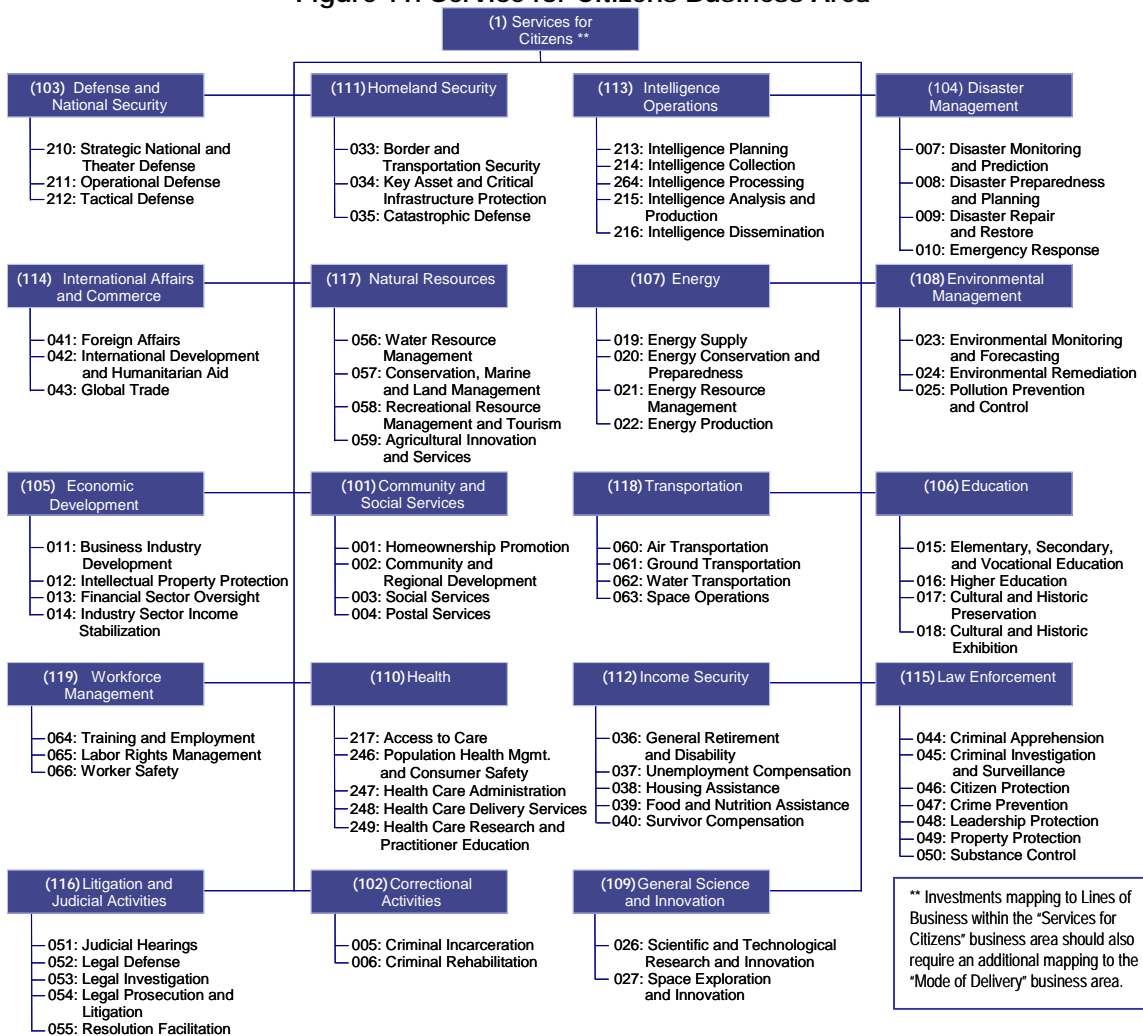 Figure 11: Service for Citizens Business Area
(1) Services for
Citizens **
(103) Defense and
National Security
210: Strategic National and
Theater Defense
211: Operational Defense
212: Tactical Defense
(111) Homeland Security
033: Border and
Transportation Security
034: Key Asset and Critical
Infrastructure Protection
035: Catastrophic Defense
(113) Intelligence
Operations
213: Intelligence Planning
214: Intelligence Collection
264: Intelligence Processing
215: Intelligence Analysis and
Production
216: Intelligence Dissemination
(104) Disaster
Management
007: Disaster Monitoring
and Prediction
008: Disaster Preparedness
and Planning
009: Disaster Repair
and Restore
010: Emergency Response
(114) International Affairs
and Commerce
041: Foreign Affairs
042: International Development
and Humanitarian Aid
043: Global Trade
(117) Natural Resources
056: Water Resource
Management
057: Conservation, Marine
and Land Management
058: Recreational Resource
Management and Tourism
059: Agricultural Innovation
and Services
(107) Energy
019: Energy Supply
020: Energy Conservation and
Preparedness
021: Energy Resource
Management
022: Energy Production
(108) Environmental
Management
023: Environmental Monitoring
and Forecasting
024: Environmental Remediation
025: Pollution Prevention
and Control
(105) Economic
Development
011: Business Industry
Development
012: Intellectual Property Protection
013: Financial Sector Oversight
014: Industry Sector Income
Stabilization
(101) Community and
Social Services
001: Homeownership Promotion
002: Community and
Regional Development
003: Social Services
004: Postal Services
(118) Transportation
060: Air Transportation
061: Ground Transportation
062: Water Transportation
063: Space Operations
(106) Education
015: Elementary, Secondary,
and Vocational Education
016: Higher Education
017: Cultural and Historic
Preservation
018: Cultural and Historic
Exhibition
(119) Workforce
Management
064: Training and Employment
065: Labor Rights Management
066: Worker Safety
(110) Health
217: Access to Care
246: Population Health Mgmt.
and Consumer Safety
247: Health Care Administration
248: Health Care Delivery Services
249: Health Care Research and
Practitioner Education
(112) Income Security
036: General Retirement
and Disability
037: Unemployment Compensation
038: Housing Assistance
039: Food and Nutrition Assistance
040: Survivor Compensation
(115) Law Enforcement
044: Criminal Apprehension
045: Criminal Investigation
and Surveillance
046: Citizen Protection
047: Crime Prevention
048: Leadership Protection
049: Property Protection
050: Substance Control
(116) Litigation and
Judicial Activities
051: Judicial Hearings
052: Legal Defense
053: Legal Investigation
054: Legal Prosecution and
Litigation
055: Resolution Facilitation
(102) Correctional
Activities
005: Criminal Incarceration
006: Criminal Rehabilitation
(109) General Science
and Innovation
026: Scientific and Technological
Research and Innovation
027: Space Exploration
and Innovation
** Investments mapping to Lines of
Business within the “Services for
Citizens” business area should also
require an additional mapping to the
“Mode of Delivery” business area.